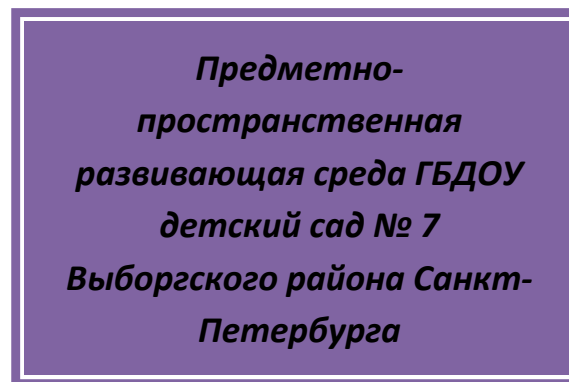 Предметно-
пространственная
развивающая среда ГБДОУ
детский сад № 7
Выборгского района Санкт-
Петербурга